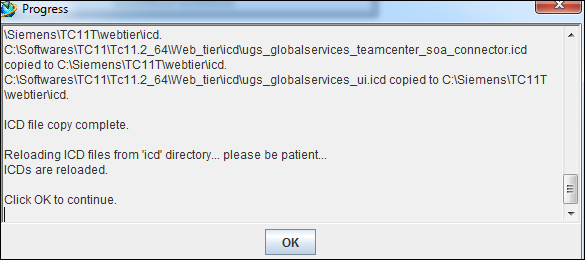 Progress
\Siemens\TC11T\webtier\icd.
C:\Softwares\TC11\Tc11.2_64\Web_tier\icd\ugs_globalservices_teamcenter_soa_connector.icd
copied to C:\Siemens\TC11T\webtier\icd.
C:\Softwares\TC11\Tc11.2_64\Web_tier\icd\ugs_globalservices_ui.icd copied to C:\Siemens\TC11T
\webtier\icd.
ICD file copy complete.
Reloading ICD files from 'icd' directory... please be patient...
ICDs are reloaded.
Click OK to continue.
OK